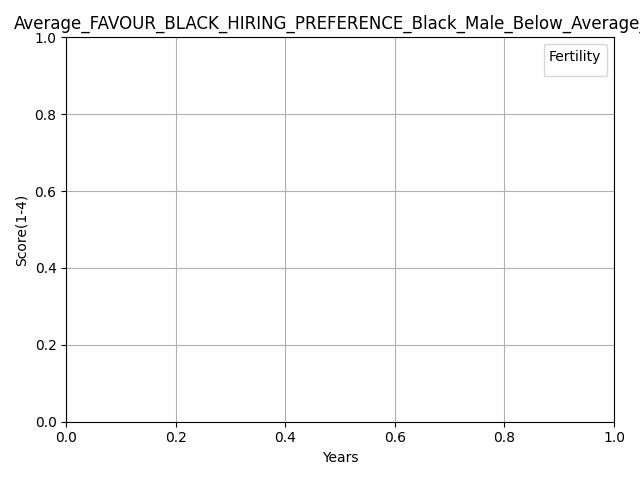 Average_FAVOUR_BLACK_HIRING_PREFERENCE_Black_Male_Below_Average_
Fertility
1.0
0.8
0.6
0.4
0.2
0.0
Score(1-4)
0.0 0.2 0.4 0.6 0.8 1.0
Years